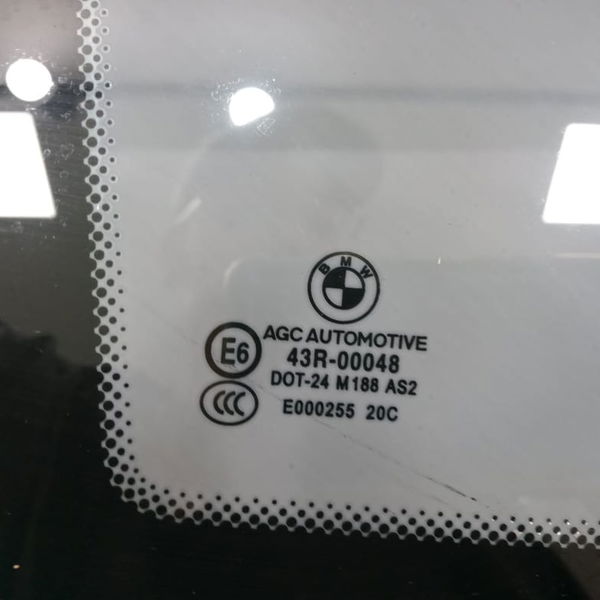 BMW
AGC AUTOMOTIVE
E6 43R-00048
DOT-24 M188 AS2
CCC E000255 20C